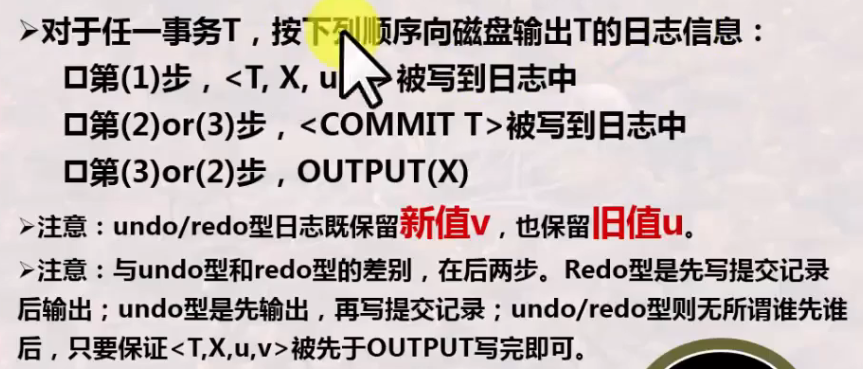 ➢对于任一事务T，按下列顺序向磁盘输出T的日志信息：
□第(1)步，<T, X, u 被写到日志中
□第(2)or(3)步，<COMMIT T>被写到日志中
□第(3)or(2)步，OUTPUT(X)
➢注意：undo/redo型日志既保留新值v，也保留旧值u。
➢注意：与undo型和redo型的差别，在后两步。Redo型是先写提交记录
后输出；undo型是先输出，再写提交记录；undo/redo型则无所谓谁先谁
后，只要保证<T,X,u,v>被先于OUTPUT写完即可。